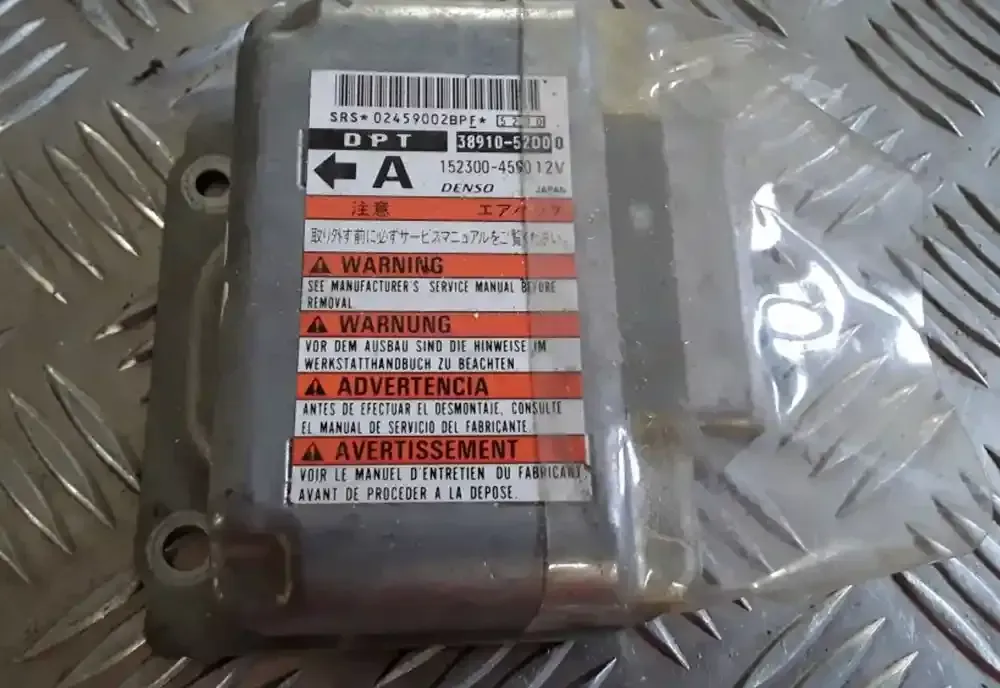 SRS* 02459002BPF* 5200
DPT 38910-52D00
A 152300-4590 12V
DENSO JAPAN
注意 エアバッグ
取り外す前に必ずサービスマニュアルをご覧ください。
WARNING
SEE MANUFACTURER'S SERVICE MANUAL BEFORE
REMOVAL.
WARNUNG
VOR DEM AUSBAU SIND DIE HINWEISE IM
WERKSTATTHANDBUCH ZU BEACHTEN.
ADVERTENCIA
ANTES DE EFECTUAR EL DESMONTAJE, CONSULTE
EL MANUAL DE SERVICIO DEL FABRICANTE.
AVERTISSEMENT
VOIR LE MANUEL D'ENTRETIEN DU FABRICANT
AVANT DE PROCEDER A LA DEPOSE.